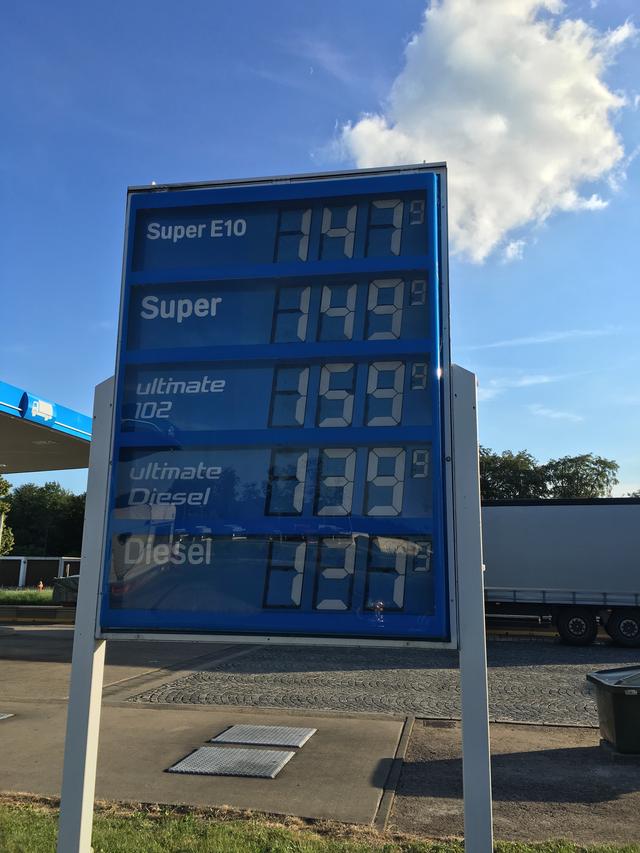 Super E10 147⁹
Super 149⁹
ultimate 159⁹
102
ultimate 139⁹
Diesel
Diesel